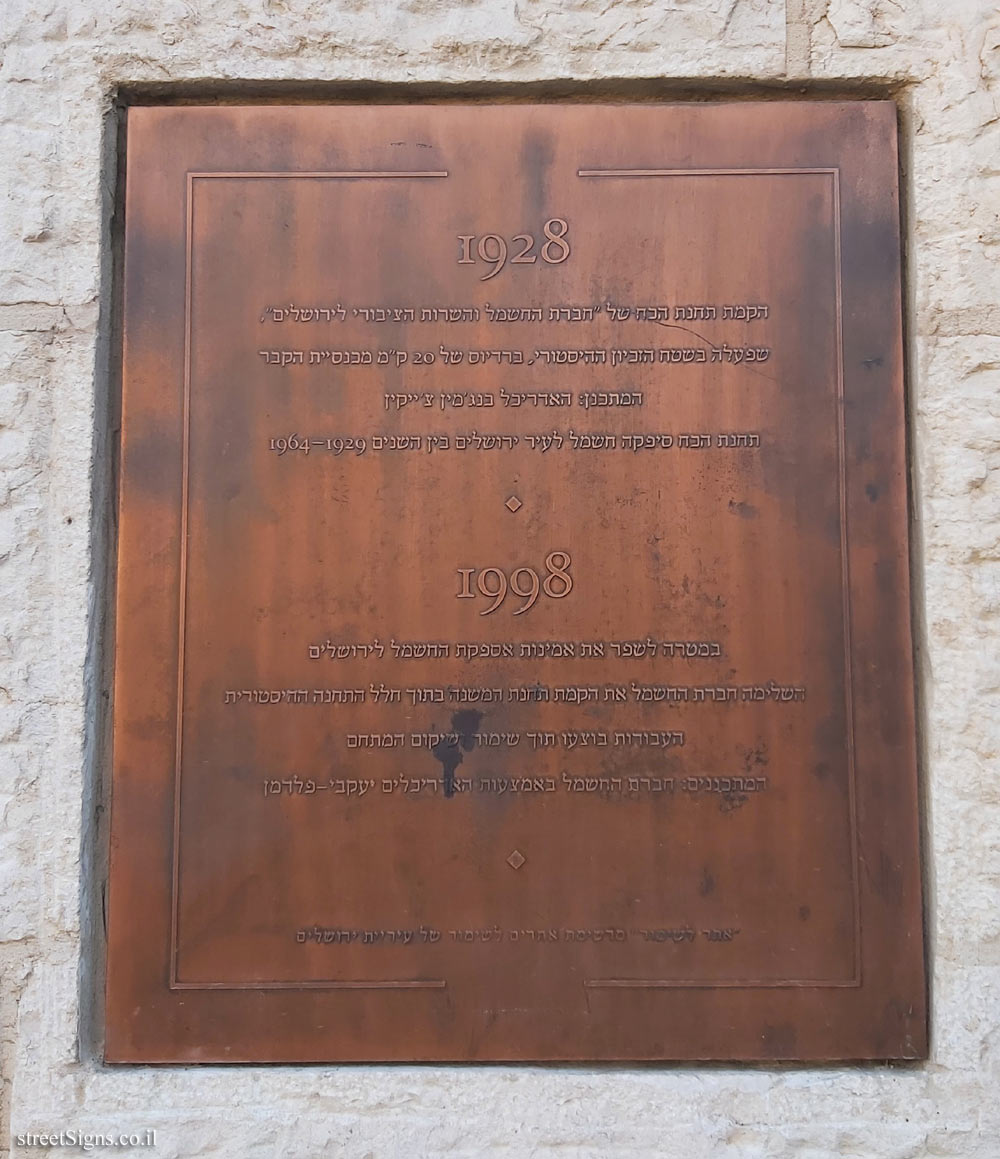 1928
הקמת תחנת הכח של "חברת החשמל והשרות הציבורי לירושלים",
שפעלה בשטח הזכיון ההיסטורי, ברדיוס של 20 ק"מ מכנסיית הקבר
המתכנן: האדריכל בנג'מין צ'ייקין
תחנת הכח סיפקה חשמל לעיר ירושלים בין השנים 1929–1964
1998
במטרה לשפר את אמינות אספקת החשמל לירושלים
השלימה חברת החשמל את הקמת תחנת המשנה בתוך חלל התחנה ההיסטורית
העבודות בוצעו תוך שימור ושיקום המתחם
המתכננים: חברת החשמל באמצעות האדריכלים יעקבי–פלדמן
"אתר לשימור" מרשימת אתרים לשימור של עיריית ירושלים
streetSigns.co.il